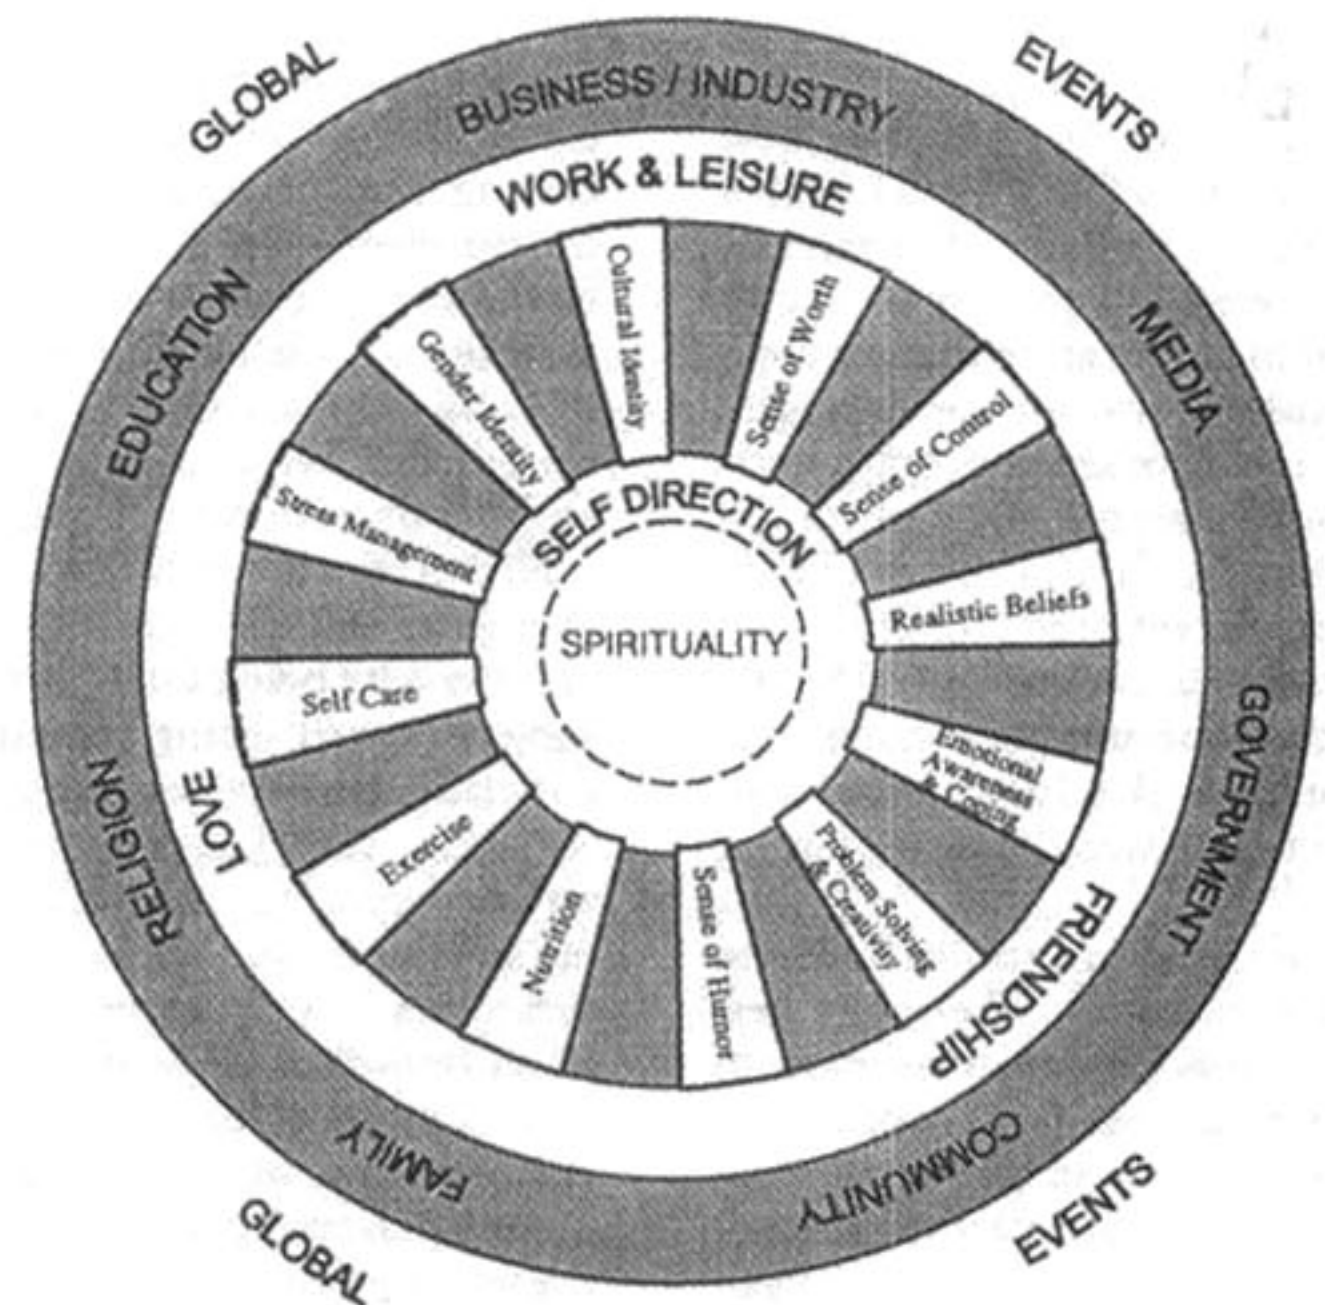 GLOBAL
EVENTS
BUSINESS / INDUSTRY
MEDIA
GOVERNMENT
COMMUNITY
FAMILY
RELIGION
EDUCATION
WORK & LEISURE
FRIENDSHIP
LOVE
Cultural Identity
Sense of Worth
Sense of Control
Realistic Beliefs
Emotional
Awareness
& Coping
Problem Solving
& Creativity
Sense of Humor
Nutrition
Exercise
Self Care
Stress Management
Gender Identity
SELF DIRECTION
SPIRITUALITY
GLOBAL
EVENTS